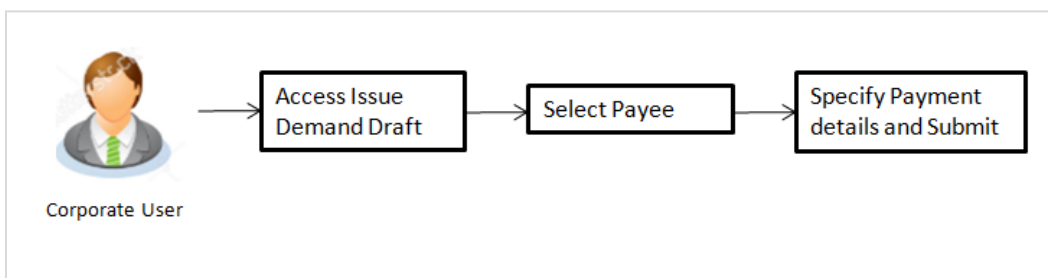 Access Issue
Demand Draft
Select Payee
Specify Payment
details and Submit
Corporate User